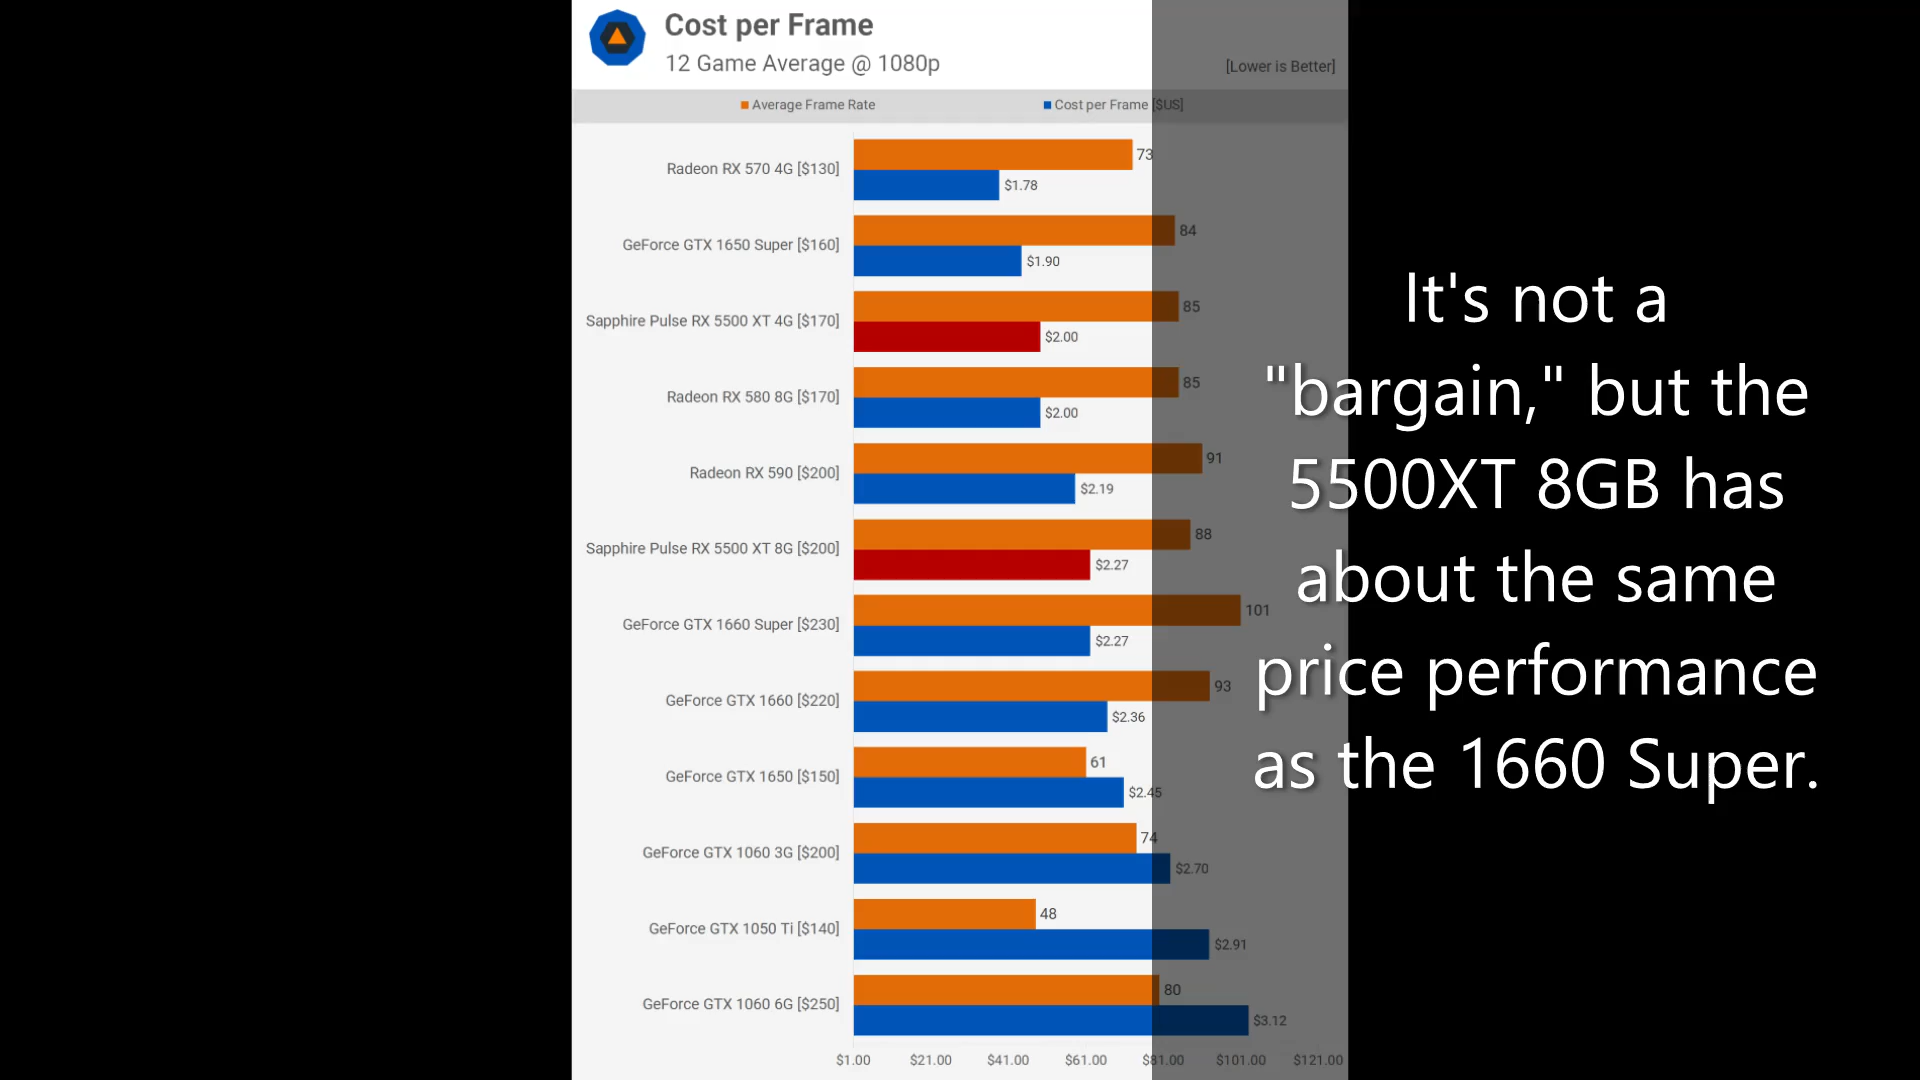 Cost per Frame
12 Game Average @ 1080p
[Lower is Better]
Average Frame Rate
Cost per Frame [$US]
Radeon RX 570 4G [$130]
73
$1.78
GeForce GTX 1650 Super [$160]
84
$1.90
Sapphire Pulse RX 5500 XT 4G [$170]
85
$2.00
Radeon RX 580 8G [$170]
85
$2.00
Radeon RX 590 [$200]
91
$2.19
Sapphire Pulse RX 5500 XT 8G [$200]
88
$2.27
GeForce GTX 1660 Super [$230]
101
$2.27
GeForce GTX 1660 [$220]
93
$2.36
GeForce GTX 1650 [$150]
61
$2.45
GeForce GTX 1060 3G [$200]
74
$2.70
GeForce GTX 1050 Ti [$140]
48
$2.91
GeForce GTX 1060 6G [$250]
80
$3.12
$1.00 $21.00 $41.00 $61.00 $81.00 $101.00 $121.00
It's not a
"bargain," but the
5500XT 8GB has
about the same
price performance
as the 1660 Super.